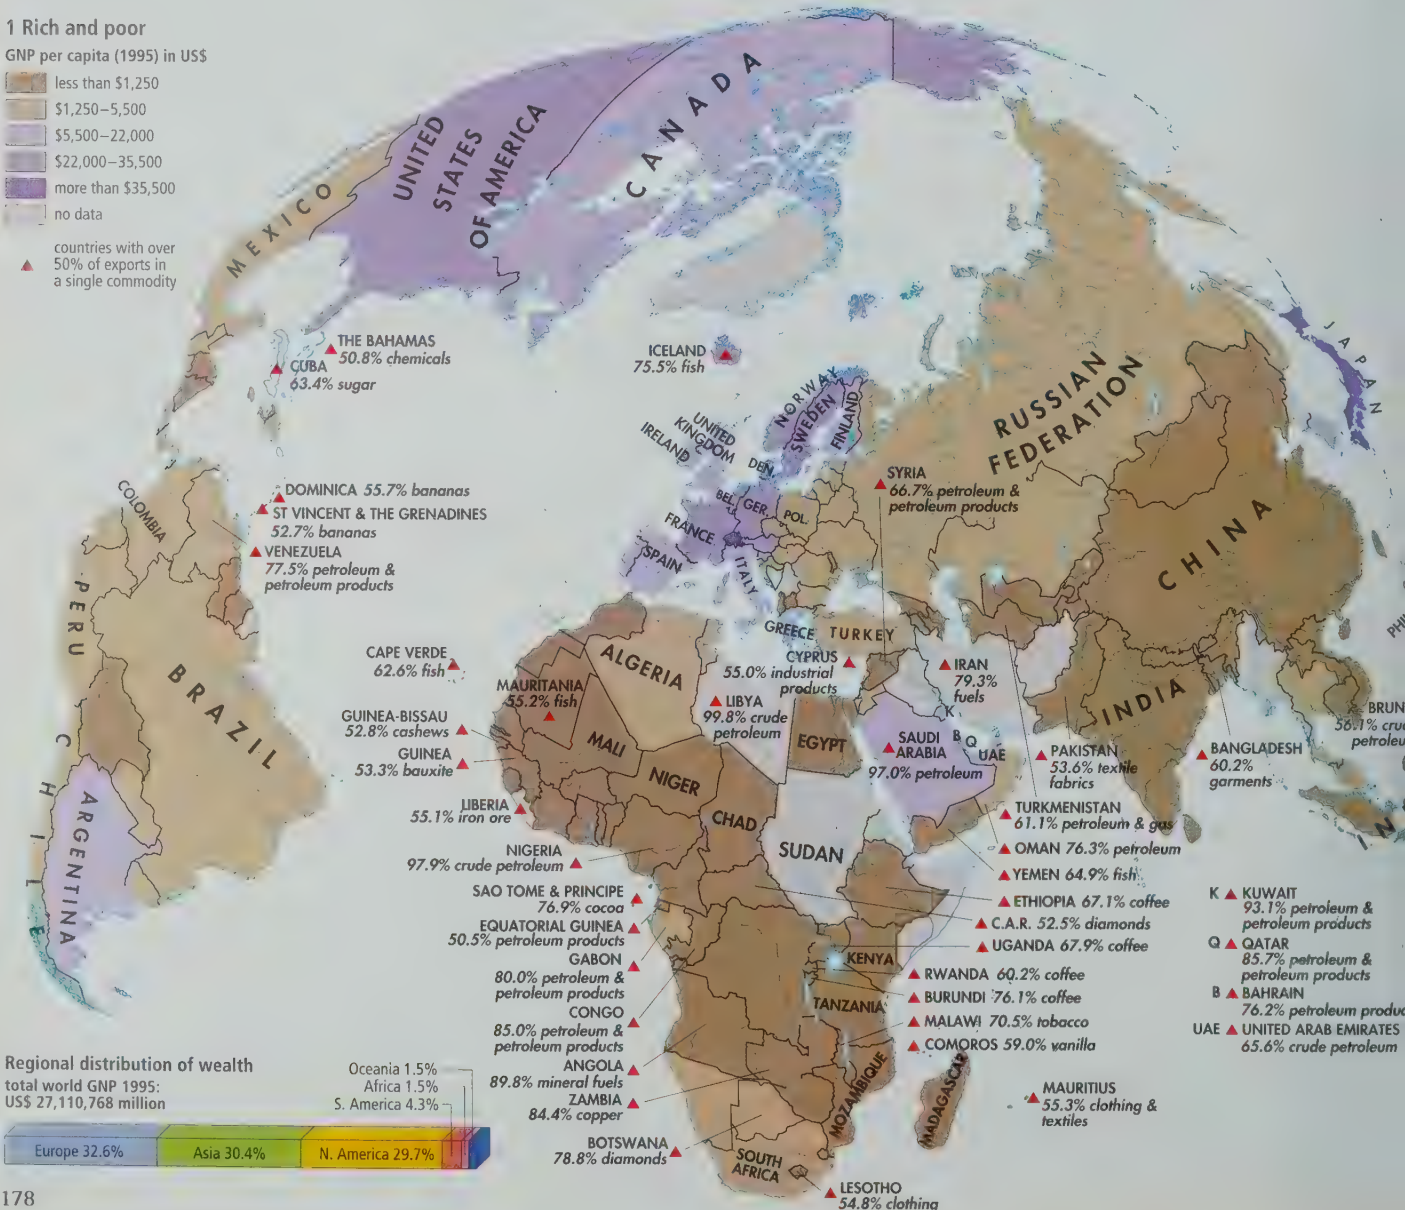 1 Rich and poor
GNP per capita (1995) in US$
less than $1,250
$1,250–5,500
$5,500–22,000
$22,000–35,500
more than $35,500
no data
countries with over
50% of exports in
a single commodity
MEXICO
UNITED
STATES
OF AMERICA
CANADA
THE BAHAMAS
50.8% chemicals
CUBA
63.4% sugar
ICELAND
75.5% fish
NORWAY
SWEDEN
FINLAND
UNITED
KINGDOM
IRELAND
DEN.
BEL.
GER.
POL.
FRANCE
SPAIN
ITALY
GREECE
TURKEY
RUSSIAN
FEDERATION
JAPAN
CHINA
SYRIA
66.7% petroleum &
petroleum products
DOMINICA 55.7% bananas
ST VINCENT & THE GRENADINES
52.7% bananas
VENEZUELA
77.5% petroleum &
petroleum products
COLOMBIA
PERU
BRAZIL
CHILE
ARGENTINA
CAPE VERDE
62.6% fish
MAURITANIA
55.2% fish
GUINEA-BISSAU
52.8% cashews
GUINEA
53.3% bauxite
LIBERIA
55.1% iron ore
NIGERIA
97.9% crude petroleum
SAO TOME & PRINCIPE
76.9% cocoa
EQUATORIAL GUINEA
50.5% petroleum products
GABON
80.0% petroleum &
petroleum products
CONGO
85.0% petroleum &
petroleum products
ANGOLA
89.8% mineral fuels
ZAMBIA
84.4% copper
BOTSWANA
78.8% diamonds
ALGERIA
MALI
NIGER
CHAD
SUDAN
EGYPT
KENYA
TANZANIA
MOZAMBIQUE
MADAGASCAR
SOUTH
AFRICA
LESOTHO
54.8% clothing
LIBYA
99.8% crude
petroleum
CYPRUS
55.0% industrial
products
IRAN
79.3%
fuels
K
B
Q
UAE
SAUDI
ARABIA
97.0% petroleum
INDIA
PAKISTAN
53.6% textile
fabrics
BANGLADESH
60.2%
garments
BRUN
56.1% cru
petroleu
PHI
I N
TURKMENISTAN
61.1% petroleum & gas
OMAN 76.3% petroleum
YEMEN 64.9% fish
ETHIOPIA 67.1% coffee
C.A.R. 52.5% diamonds
UGANDA 67.9% coffee
RWANDA 60.2% coffee
BURUNDI 76.1% coffee
MALAWI 70.5% tobacco
COMOROS 59.0% vanilla
MAURITIUS
55.3% clothing &
textiles
K KUWAIT
93.1% petroleum &
petroleum products
Q QATAR
85.7% petroleum &
petroleum products
B BAHRAIN
76.2% petroleum produc
UAE UNITED ARAB EMIRATES
65.6% crude petroleum
Regional distribution of wealth
total world GNP 1995:
US$ 27,110,768 million
Oceania 1.5%
Africa 1.5%
S. America 4.3%
Europe 32.6%
Asia 30.4%
N. America 29.7%
178